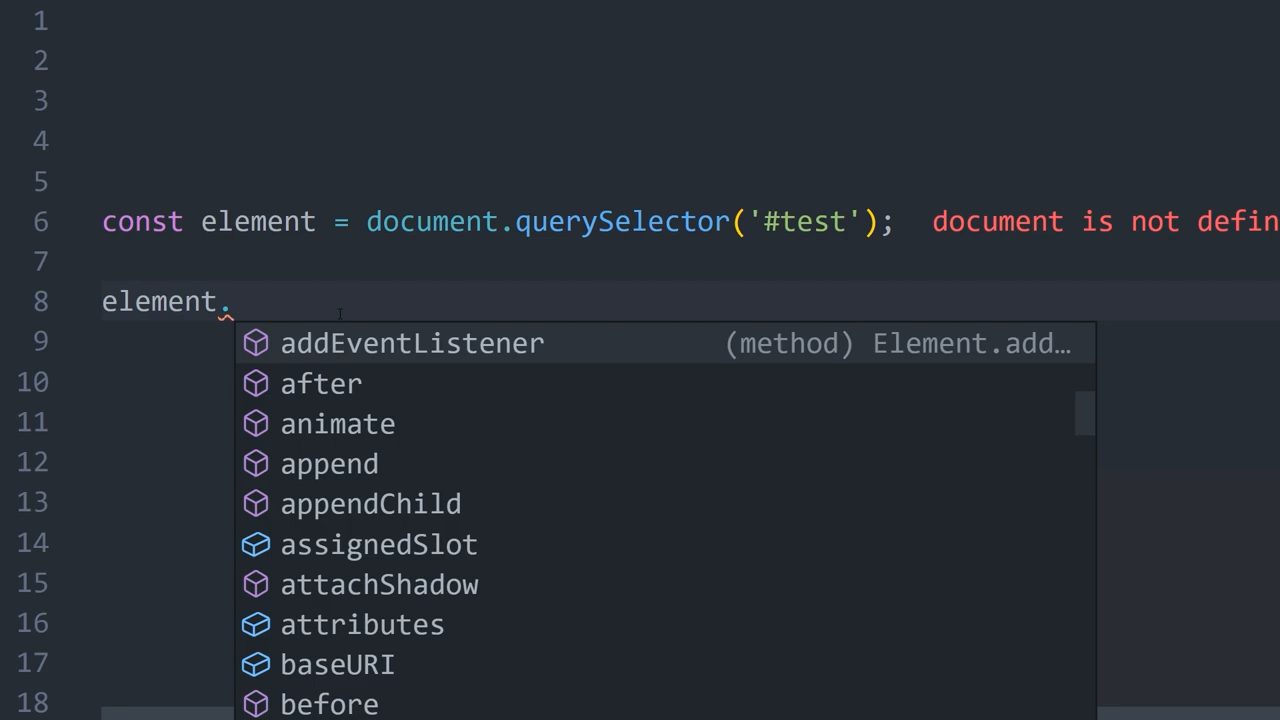 1
2
3
4
5
6 const element = document.querySelector('#test'); document is not defin
7
8 element.
9 addEventListener (method) Element.add…
10 after
11 animate
12 append
13 appendChild
14 assignedSlot
15 attachShadow
16 attributes
17 baseURI
18 before